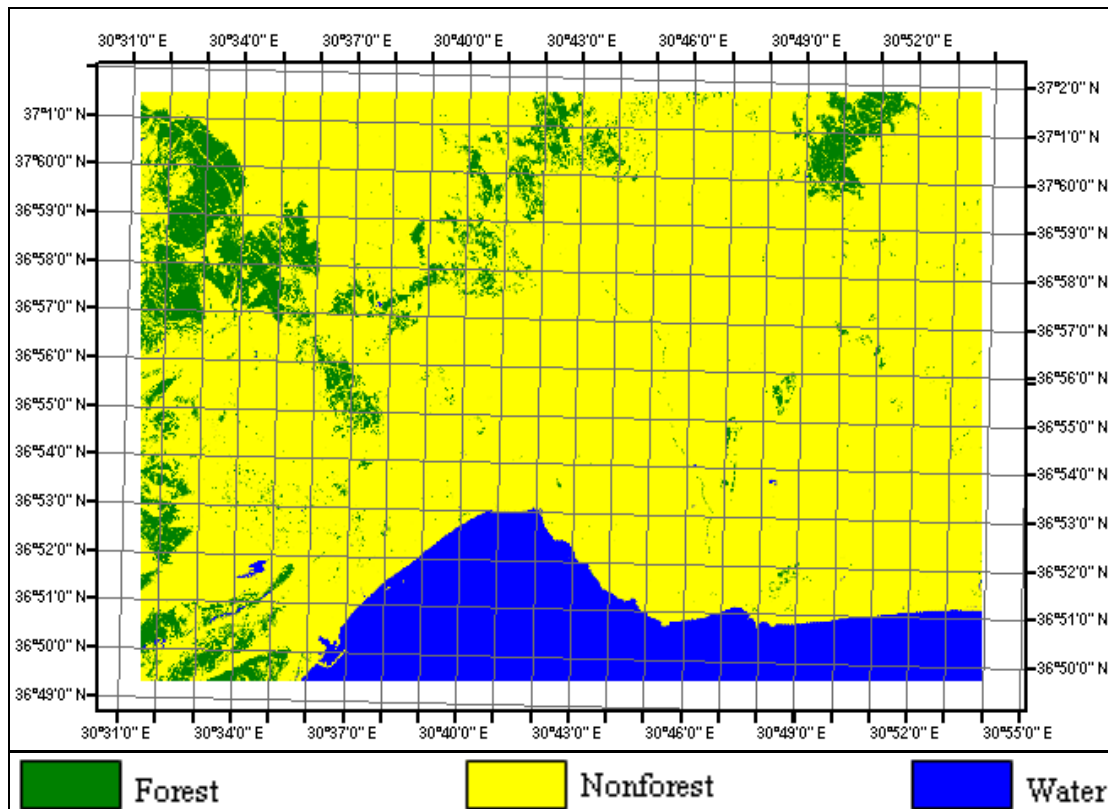 30°31'0" E 30°34'0" E 30°37'0" E 30°40'0" E 30°43'0" E 30°46'0" E 30°49'0" E 30°52'0" E
37°2'0" N
37°1'0" N
37°1'0" N
37°60'0" N
37°60'0" N
36°59'0" N
36°59'0" N
36°58'0" N
36°58'0" N
36°57'0" N
36°57'0" N
36°56'0" N
36°56'0" N
36°55'0" N
36°55'0" N
36°54'0" N
36°54'0" N
36°53'0" N
36°53'0" N
36°52'0" N
36°52'0" N
36°51'0" N
36°51'0" N
36°50'0" N
36°50'0" N
36°49'0" N
30°31'0" E 30°34'0" E 30°37'0" E 30°40'0" E 30°43'0" E 30°46'0" E 30°49'0" E 30°52'0" E 30°55'0" E
Forest Nonforest Water